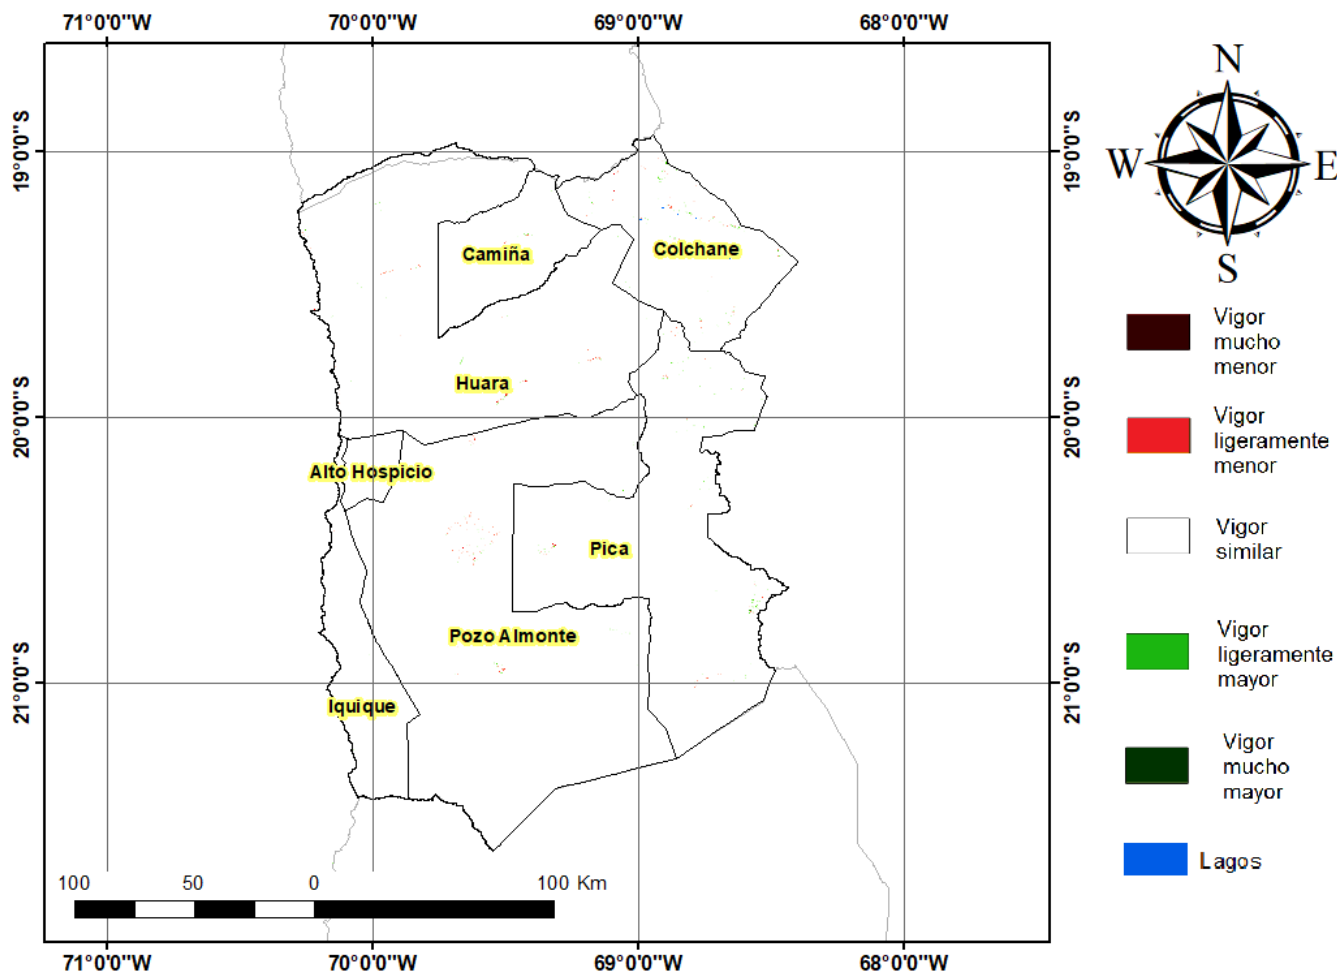 71°0'0"W 70°0'0"W 69°0'0"W 68°0'0"W
19°0'0"S 19°0'0"S
20°0'0"S 20°0'0"S
21°0'0"S 21°0'0"S
Camiña
Colchane
Huara
Alto Hospicio
Pica
Pozo Almonte
Iquique
100 50 0 100 Km
71°0'0"W 70°0'0"W 69°0'0"W 68°0'0"W
N
W E
S
Vigor
mucho
menor
Vigor
ligeramente
menor
Vigor
similar
Vigor
ligeramente
mayor
Vigor
mucho
mayor
Lagos